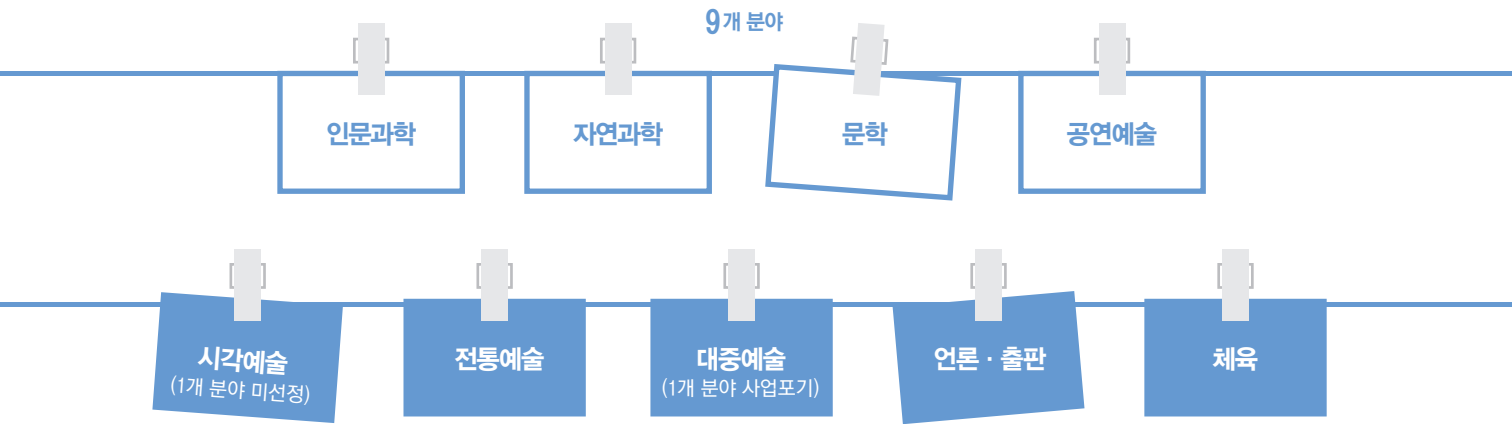 9개 분야
인문과학
자연과학
문학
공연예술
시각예술
(1개 분야 미선정)
전통예술
대중예술
(1개 분야 사업포기)
언론 · 출판
체육